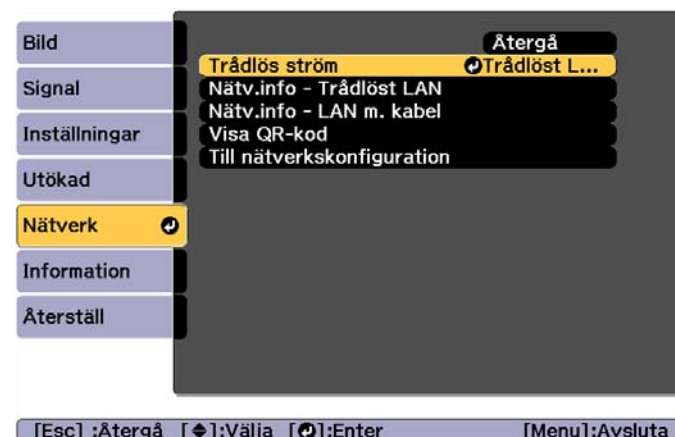 Bild
Signal
Inställningar
Utökad
Nätverk
Information
Återställ
Återgå
Trådlös ström Trådlöst L...
Nätv.info - Trådlöst LAN
Nätv.info - LAN m. kabel
Visa QR-kod
Till nätverkskonfiguration
[Esc] :Återgå [◆]:Välja [↵]:Enter [Menu]:Avsluta